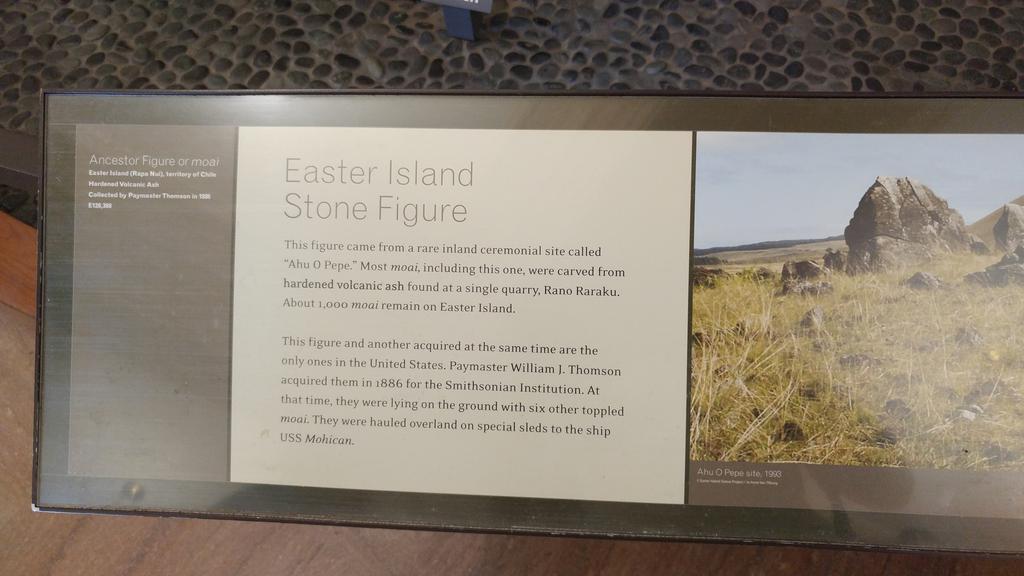 Ancestor Figure or moai
Easter Island (Rapa Nui), territory of Chile
Hardened Volcanic Ash
Collected by Paymaster Thomson in 1886
Easter Island
Stone Figure
This figure came from a rare inland ceremonial site called
“Ahu O Pepe.” Most moai, including this one, were carved from
hardened volcanic ash found at a single quarry, Rano Raraku.
About 1,000 moai remain on Easter Island.
This figure and another acquired at the same time are the
only ones in the United States. Paymaster William J. Thomson
acquired them in 1886 for the Smithsonian Institution. At
that time, they were lying on the ground with six other toppled
moai. They were hauled overland on special sleds to the ship
USS Mohican.
Ahu O Pepe site, 1993